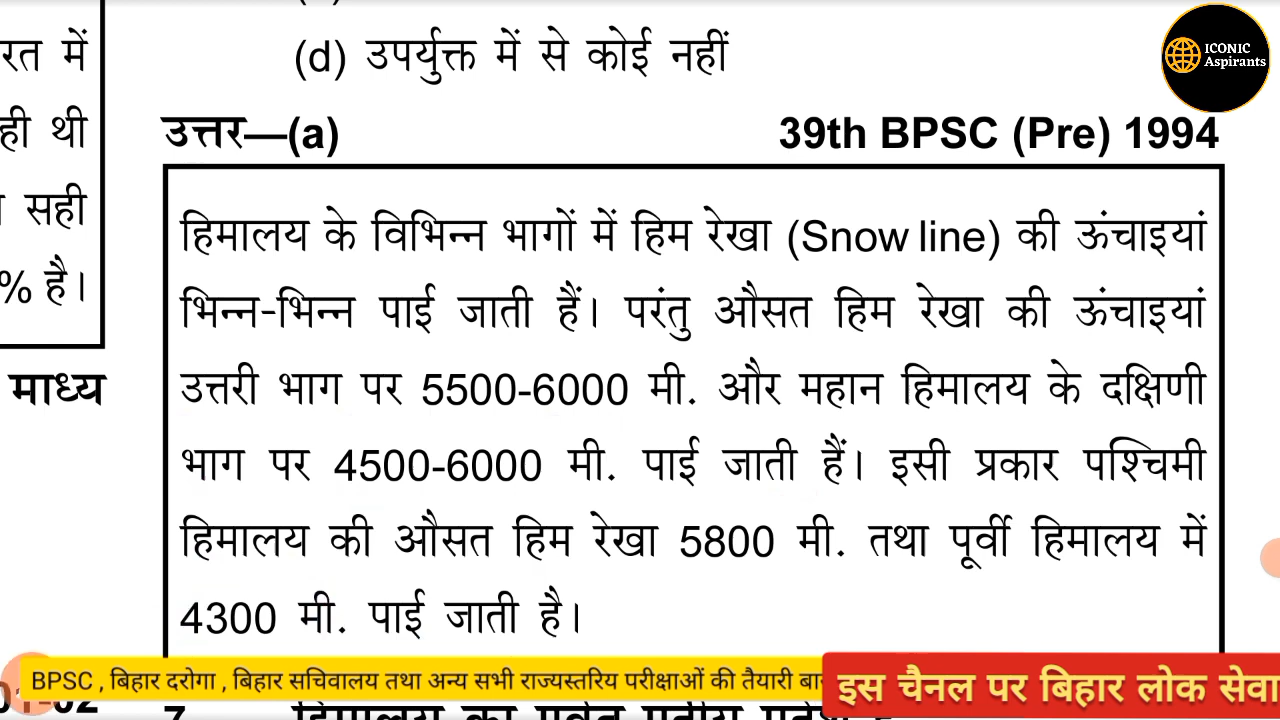 रत में
ही थी
सही
% है।
माध्य
(d) उपर्युक्त में से कोई नहीं
उत्तर—(a) 39th BPSC (Pre) 1994
हिमालय के विभिन्न भागों में हिम रेखा (Snow line) की ऊंचाइयां
भिन्न-भिन्न पाई जाती हैं। परंतु औसत हिम रेखा की ऊंचाइयां
उत्तरी भाग पर 5500-6000 मी. और महान हिमालय के दक्षिणी
भाग पर 4500-6000 मी. पाई जाती हैं। इसी प्रकार पश्चिमी
हिमालय की औसत हिम रेखा 5800 मी. तथा पूर्वी हिमालय में
4300 मी. पाई जाती है।
ICONIC
Aspirants
BPSC , बिहार दरोगा , बिहार सचिवालय तथा अन्य सभी राज्यस्तरिय परीक्षाओं की तैयारी
इस चैनल पर बिहार लोक सेवा